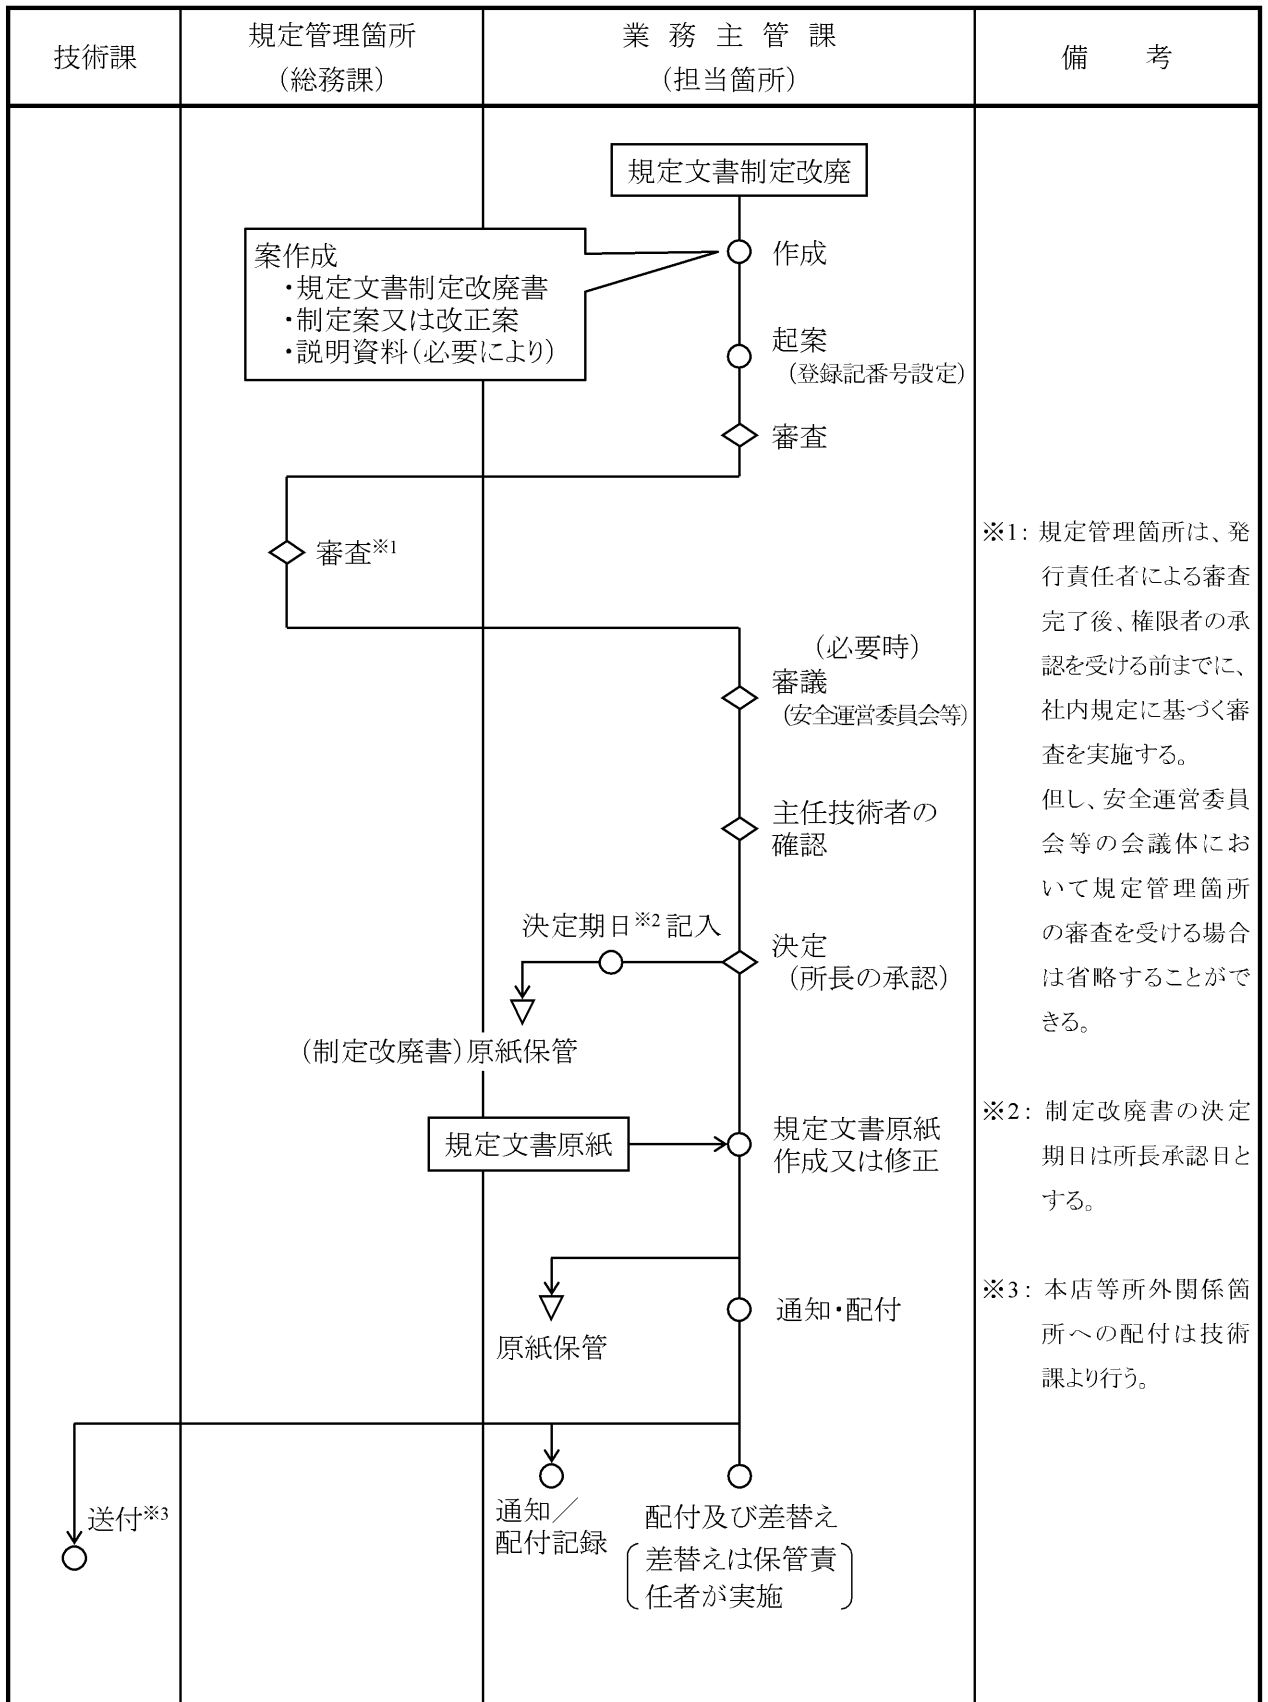 技術課
規定管理箇所
(総務課)
業務主管課
(担当箇所)
備考
規定文書制定改廃
案作成
・規定文書制定改廃書
・制定案又は改正案
・説明資料(必要により)
作成
起案
(登録記番号設定)
審査
審査※1
(必要時)
審議
(安全運営委員会等)
主任技術者の
確認
決定期日※2記入
決定
(所長の承認)
(制定改廃書)原紙保管
規定文書原紙
規定文書原紙
作成又は修正
原紙保管
通知・配付
送付※3
通知/
配付記録
配付及び差替え
差替えは保管責
任者が実施
※1:規定管理箇所は、発
行責任者による審査
完了後、権限者の承
認を受ける前までに、
社内規定に基づく審
査を実施する。
但し、安全運営委員
会等の会議体にお
いて規定管理箇所
の審査を受ける場合
は省略することがで
きる。
※2:制定改廃書の決定
期日は所長承認日と
する。
※3:本店等所外関係箇
所への配付は技術
課より行う。